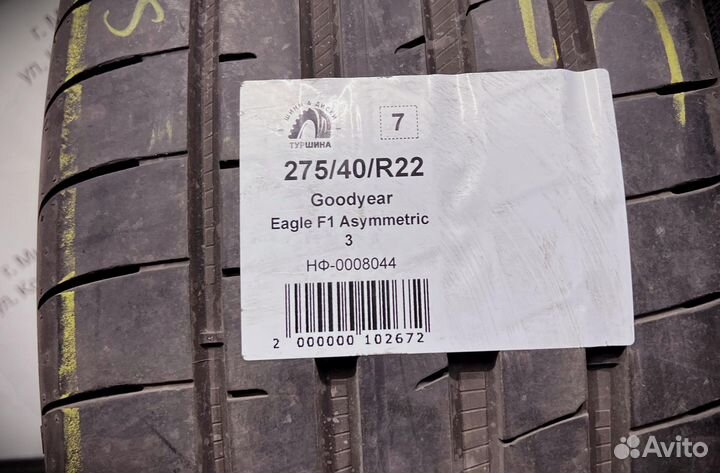 ШИНЫ & ДИСКИ
ТУРШИНА
7
275/40/R22
Goodyear
Eagle F1 Asymmetric
3
НФ-0008044
2 000000 102672
Avito